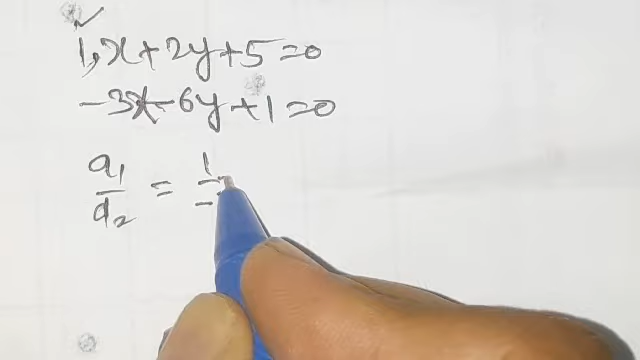 1, x + 2y + 5 = 0
-3x - 6y + 1 = 0
a₁/a₂ = 1/-